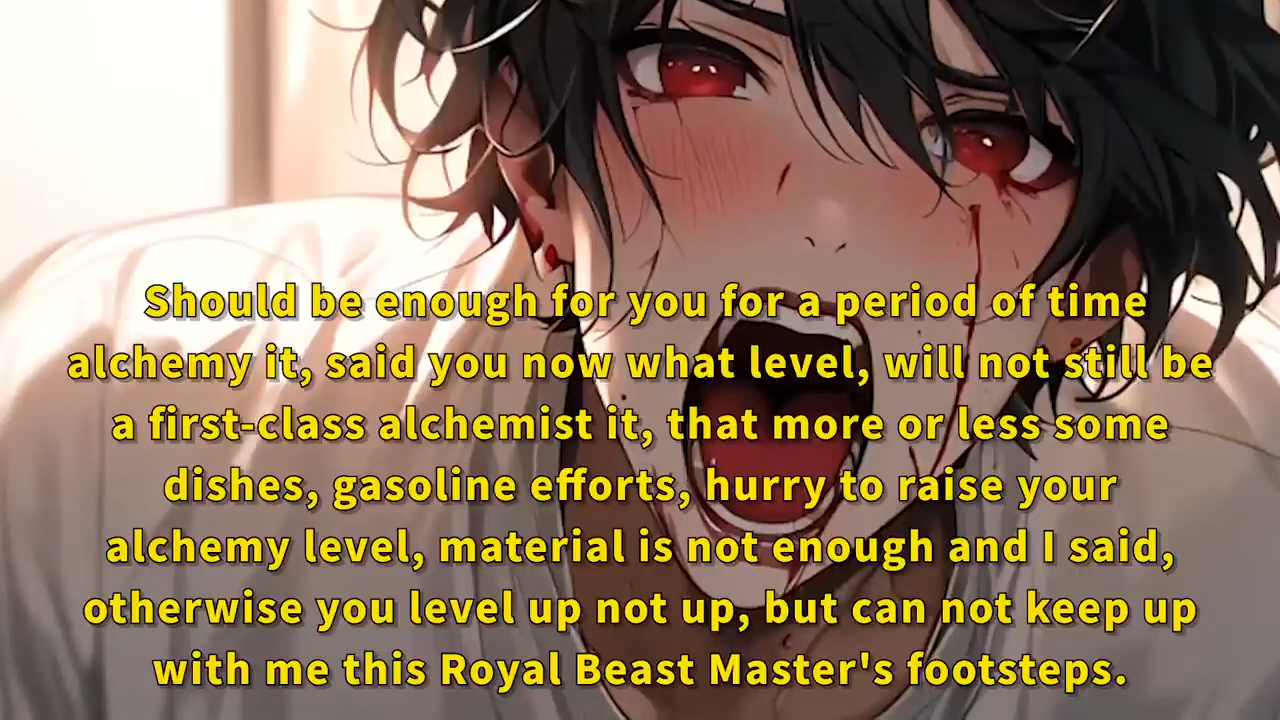 Should be enough for you for a period of time
alchemy it, said you now what level, will not still be
a first-class alchemist it, that more or less some
dishes, gasoline efforts, hurry to raise your
alchemy level, material is not enough and I said,
otherwise you level up not up, but can not keep up
with me this Royal Beast Master's footsteps.